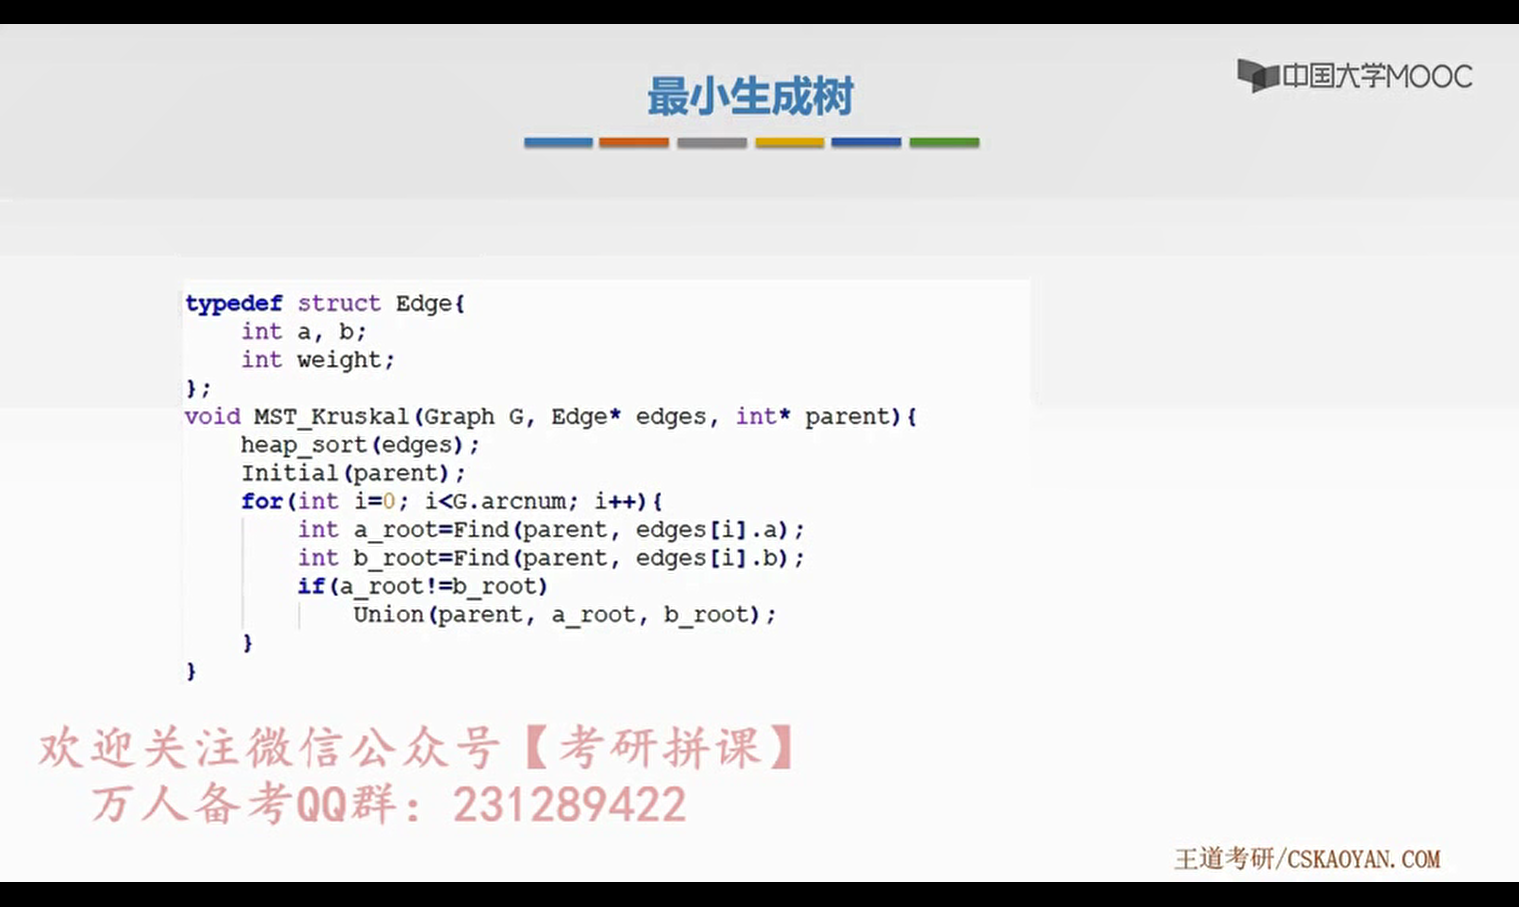 中国大学MOOC
最小生成树
typedef struct Edge{
    int a, b;
    int weight;
};
void MST_Kruskal(Graph G, Edge* edges, int* parent){
    heap_sort(edges);
    Initial(parent);
    for(int i=0; i<G.arcnum; i++){
        int a_root=Find(parent, edges[i].a);
        int b_root=Find(parent, edges[i].b);
        if(a_root!=b_root)
            Union(parent, a_root, b_root);
    }
}
欢迎关注微信公众号【考研拼课】
万人备考QQ群：231289422
王道考研/CSKAOYAN.COM